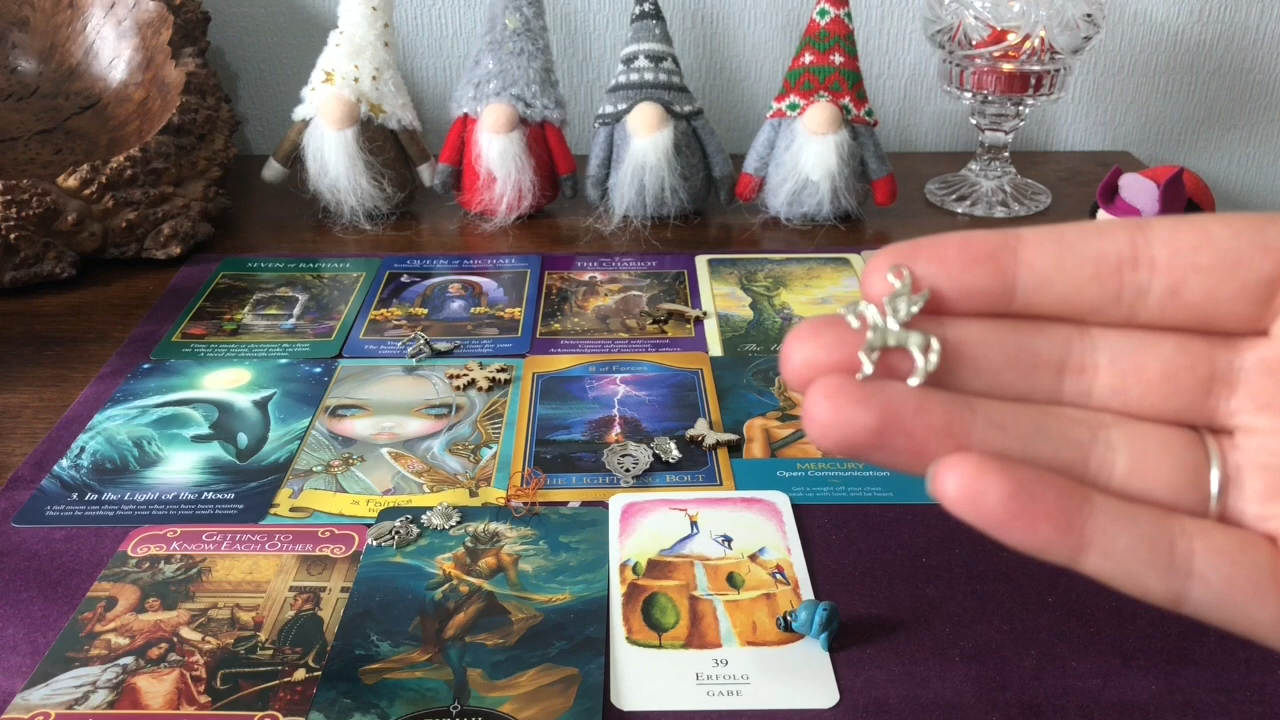 SEVEN of RAPHAEL
Time to make a decision! Be clear
on what you want, and take action.
A need for detoxification.
QUEEN of MICHAEL
THE CHARIOT
Determination and self-control.
Career advancement.
Acknowledgment of success by others.
3. In the Light of the Moon
A full moon can shine light on what you have been resisting.
This can be anything from your fears to your soul's beauty.
28. Fairies
8 of Forces
THE LIGHTNING BOLT
MERCURY
Open Communication
Get a weight off your chest,
speak up with love, and be heard.
GETTING TO
KNOW EACH OTHER
39
ERFOLG
GABE